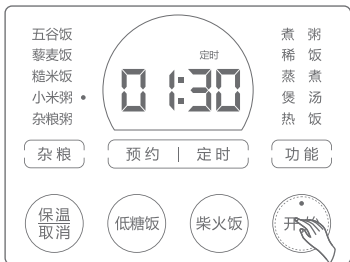 五谷饭
藜麦饭
糙米饭
小米粥
杂粮粥
定时
01:30
煮粥
稀饭
蒸煮
煲汤
热饭
杂粮
预约 | 定时
功能
保温
取消
低糖饭
柴火饭
开始